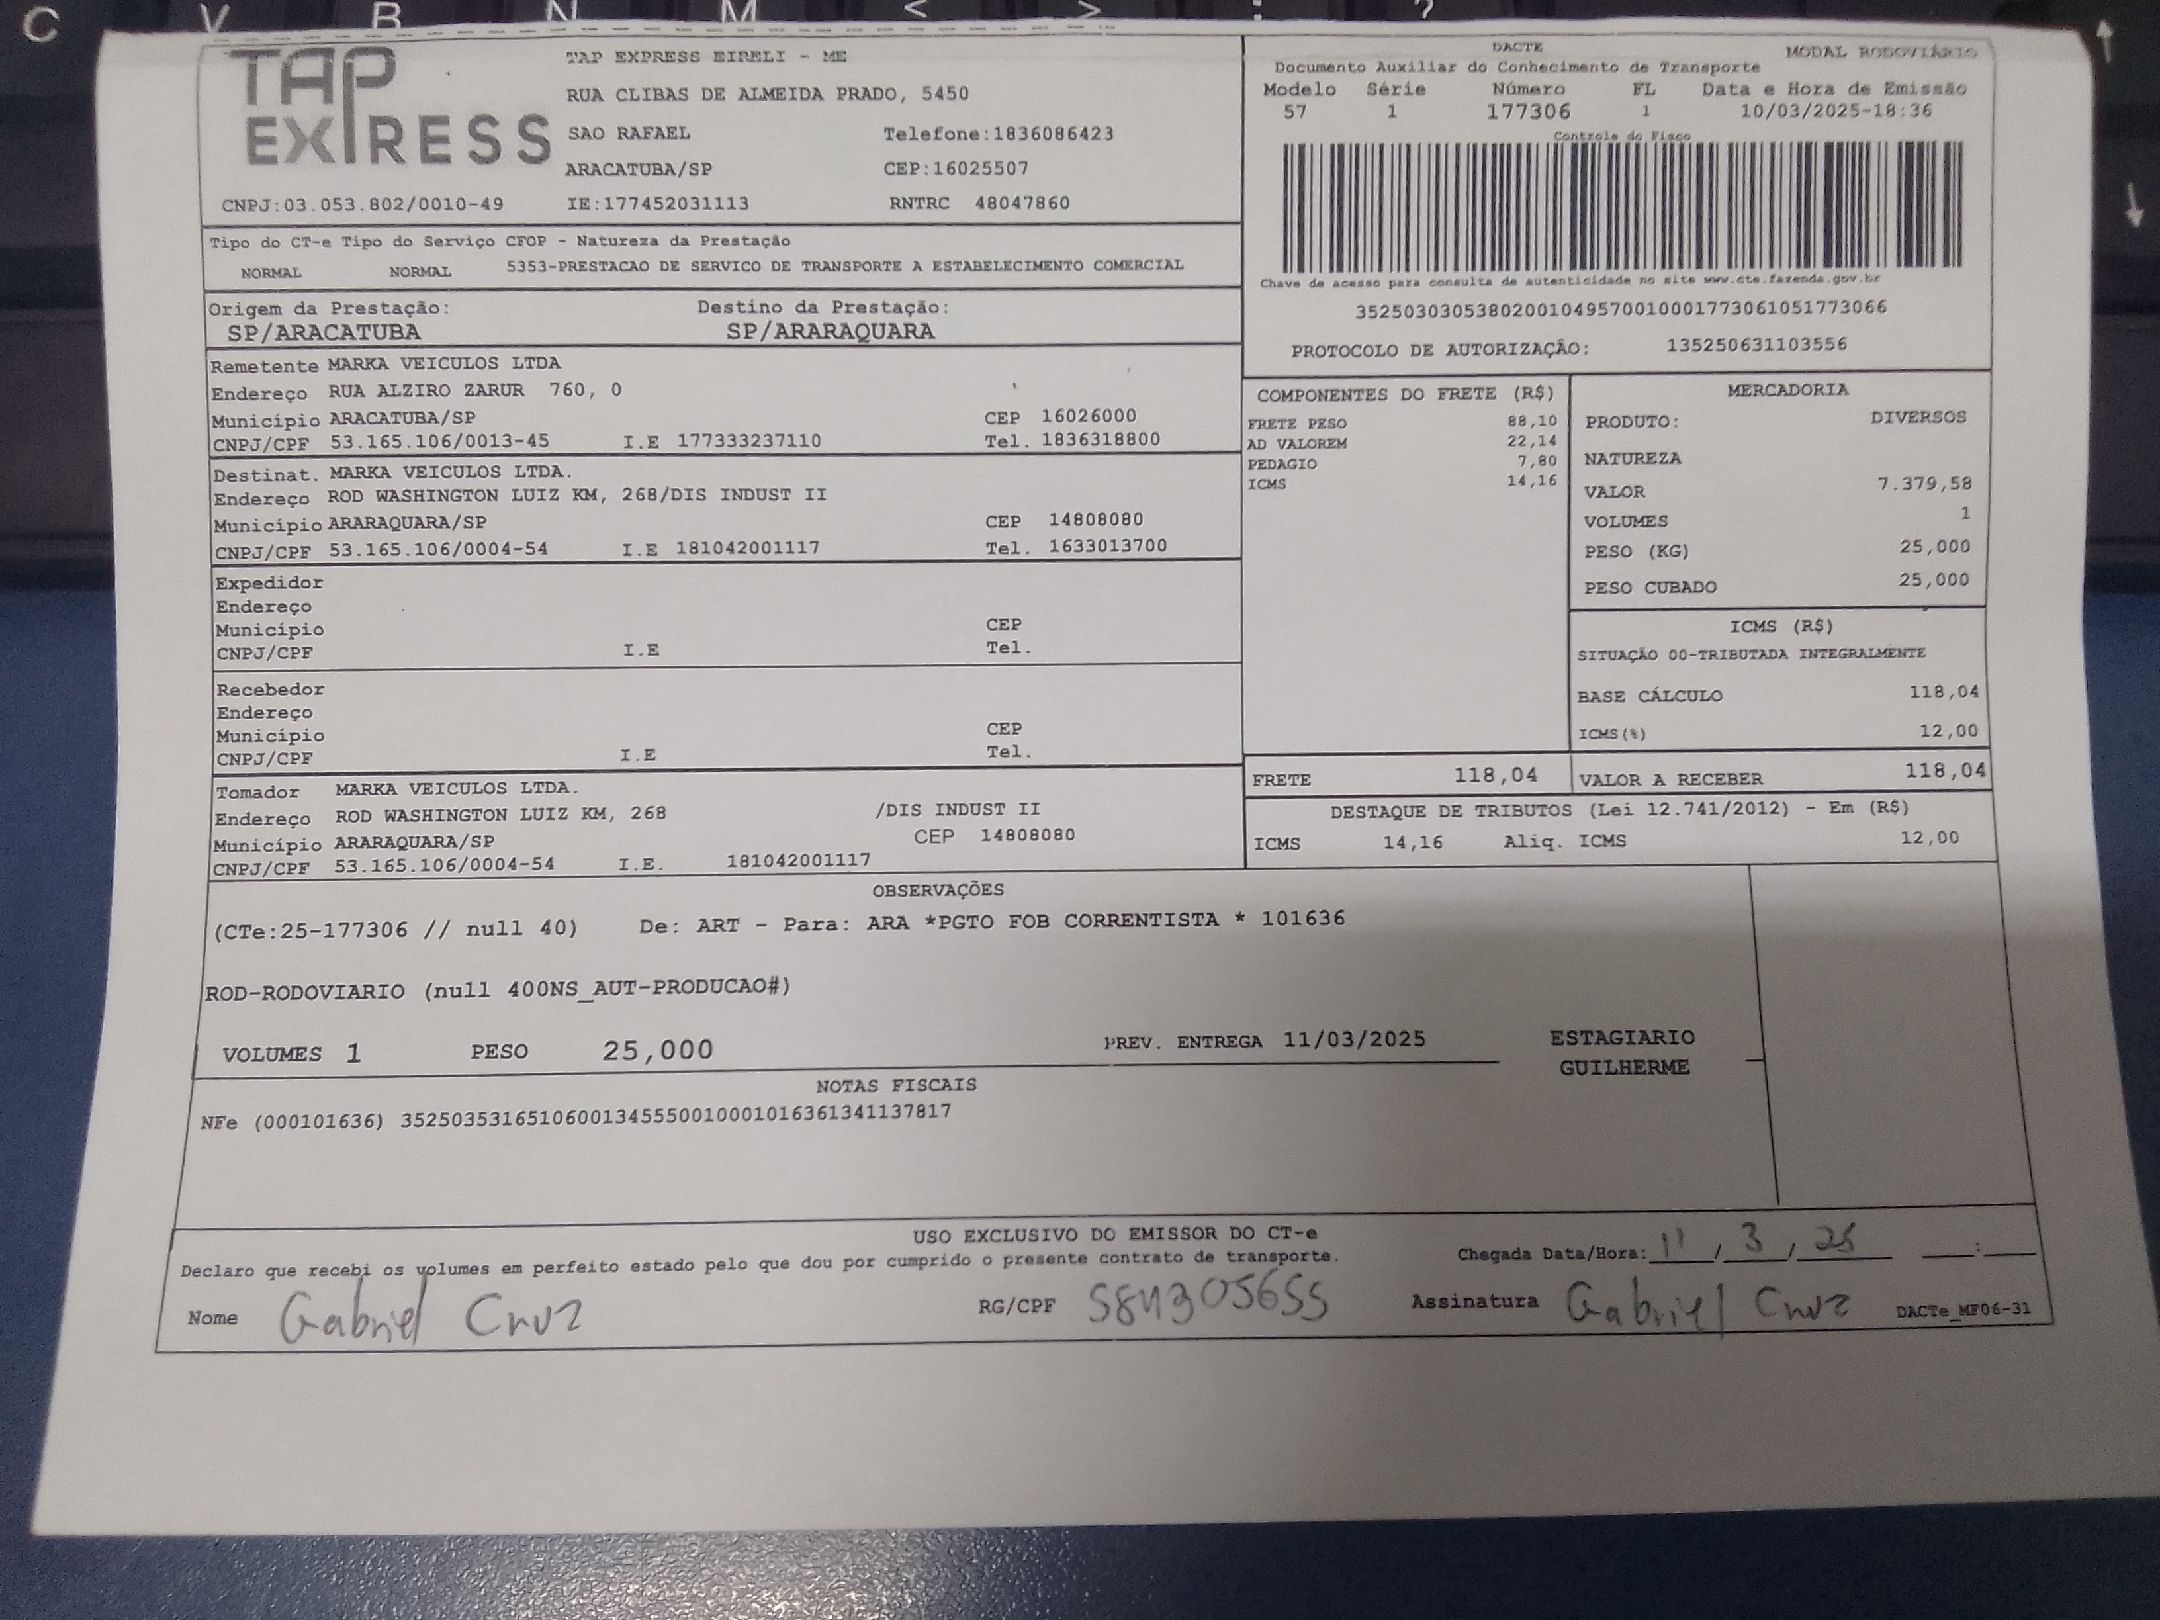 C V B N M < > : ?
TAP EXPRESS
TAP EXPRESS EIRELI - ME
RUA CLIBAS DE ALMEIDA PRADO, 5450
SAO RAFAEL Telefone:1836086423
ARACATUBA/SP CEP:16025507
CNPJ:03.053.802/0010-49 IE:177452031113 RNTRC 48047860
DACTE MODAL RODOVIÁRIO
Documento Auxiliar do Conhecimento de Transporte
Modelo Série Número FL Data e Hora de Emissão
57 1 177306 1 10/03/2025-18:36
Controle do Fisco
Chave de acesso para consulta de autenticidade no site www.cte.fazenda.gov.br
35250303053802001049570010001773061051773066
PROTOCOLO DE AUTORIZAÇÃO: 135250631103556
Tipo do CT-e Tipo do Serviço CFOP - Natureza da Prestação
NORMAL NORMAL 5353-PRESTACAO DE SERVICO DE TRANSPORTE A ESTABELECIMENTO COMERCIAL
Origem da Prestação: Destino da Prestação:
SP/ARACATUBA SP/ARARAQUARA
Remetente MARKA VEICULOS LTDA
Endereço RUA ALZIRO ZARUR 760, 0
Município ARACATUBA/SP CEP 16026000
CNPJ/CPF 53.165.106/0013-45 I.E 177333237110 Tel. 1836318800
Destinat. MARKA VEICULOS LTDA.
Endereço ROD WASHINGTON LUIZ KM, 268/DIS INDUST II
Município ARARAQUARA/SP CEP 14808080
CNPJ/CPF 53.165.106/0004-54 I.E 181042001117 Tel. 1633013700
Expedidor
Endereço
Município CEP
CNPJ/CPF I.E Tel.
Recebedor
Endereço
Município CEP
CNPJ/CPF I.E Tel.
Tomador MARKA VEICULOS LTDA.
Endereço ROD WASHINGTON LUIZ KM, 268 /DIS INDUST II
Município ARARAQUARA/SP CEP 14808080
CNPJ/CPF 53.165.106/0004-54 I.E. 181042001117
COMPONENTES DO FRETE (R$)
FRETE PESO 88,10
AD VALOREM 22,14
PEDAGIO 7,80
ICMS 14,16
MERCADORIA
PRODUTO: DIVERSOS
NATUREZA
VALOR 7.379,58
VOLUMES 1
PESO (KG) 25,000
PESO CUBADO 25,000
ICMS (R$)
SITUAÇÃO 00-TRIBUTADA INTEGRALMENTE
BASE CÁLCULO 118,04
ICMS(%) 12,00
FRETE 118,04 VALOR A RECEBER 118,04
DESTAQUE DE TRIBUTOS (Lei 12.741/2012) - Em (R$)
ICMS 14,16 Aliq. ICMS 12,00
OBSERVAÇÕES
(CTe:25-177306 // null 40) De: ART - Para: ARA *PGTO FOB CORRENTISTA * 101636
ROD-RODOVIARIO (null 400NS_AUT-PRODUCAO#)
VOLUMES 1 PESO 25,000 PREV. ENTREGA 11/03/2025 ESTAGIARIO
GUILHERME
NOTAS FISCAIS
NFe (000101636) 35250353165106001345550010001016361341137817
USO EXCLUSIVO DO EMISSOR DO CT-e
Declaro que recebi os volumes em perfeito estado pelo que dou por cumprido o presente contrato de transporte. Chegada Data/Hora: 11 / 3 / 25 :
Nome Gabriel Cruz RG/CPF 584305655 Assinatura Gabriel Cruz DACTe_MF06-31